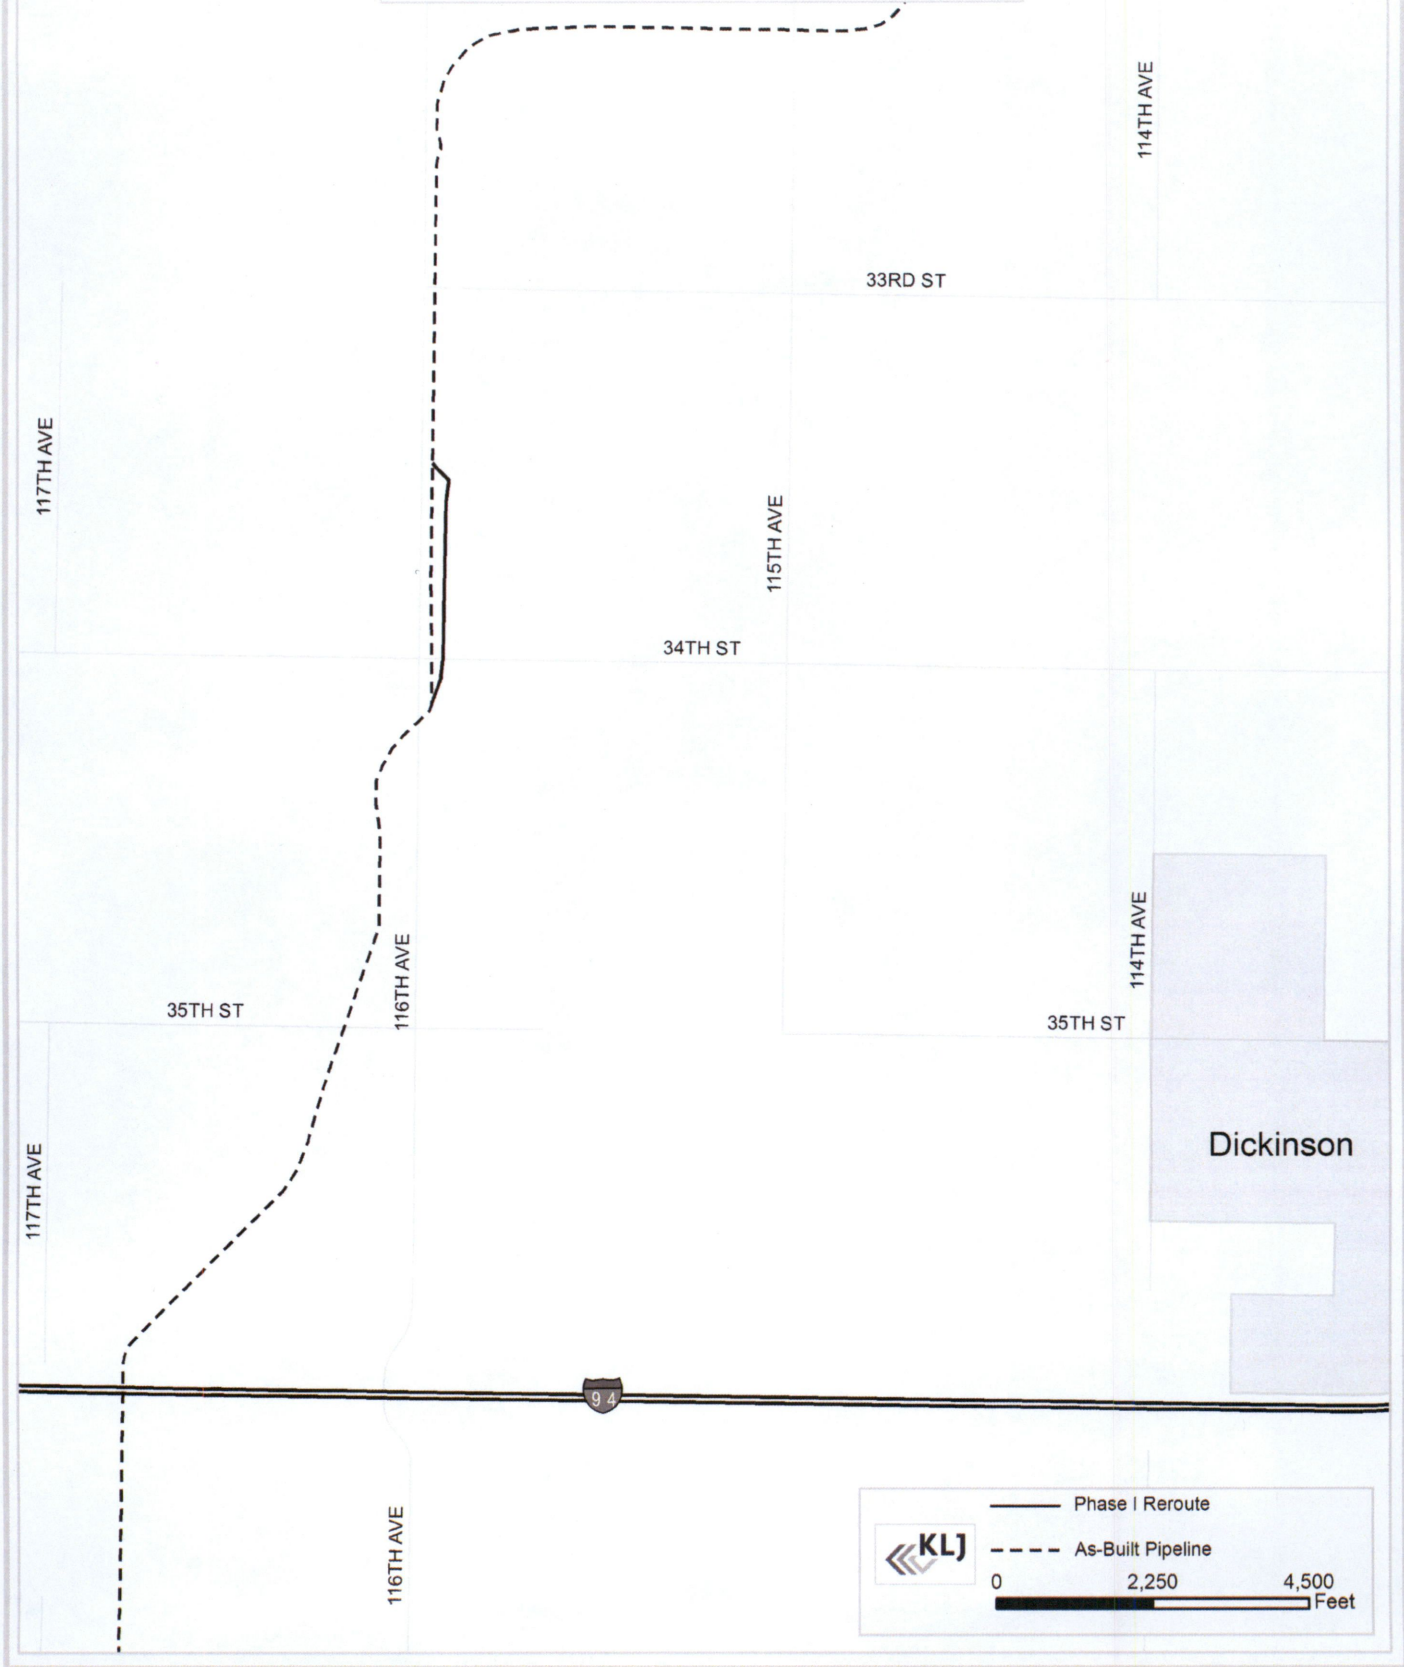 114TH AVE
33RD ST
117TH AVE
115TH AVE
34TH ST
114TH AVE
116TH AVE
35TH ST
35TH ST
Dickinson
117TH AVE
94
116TH AVE
KLJ
Phase I Reroute
As-Built Pipeline
0 2,250 4,500
Feet